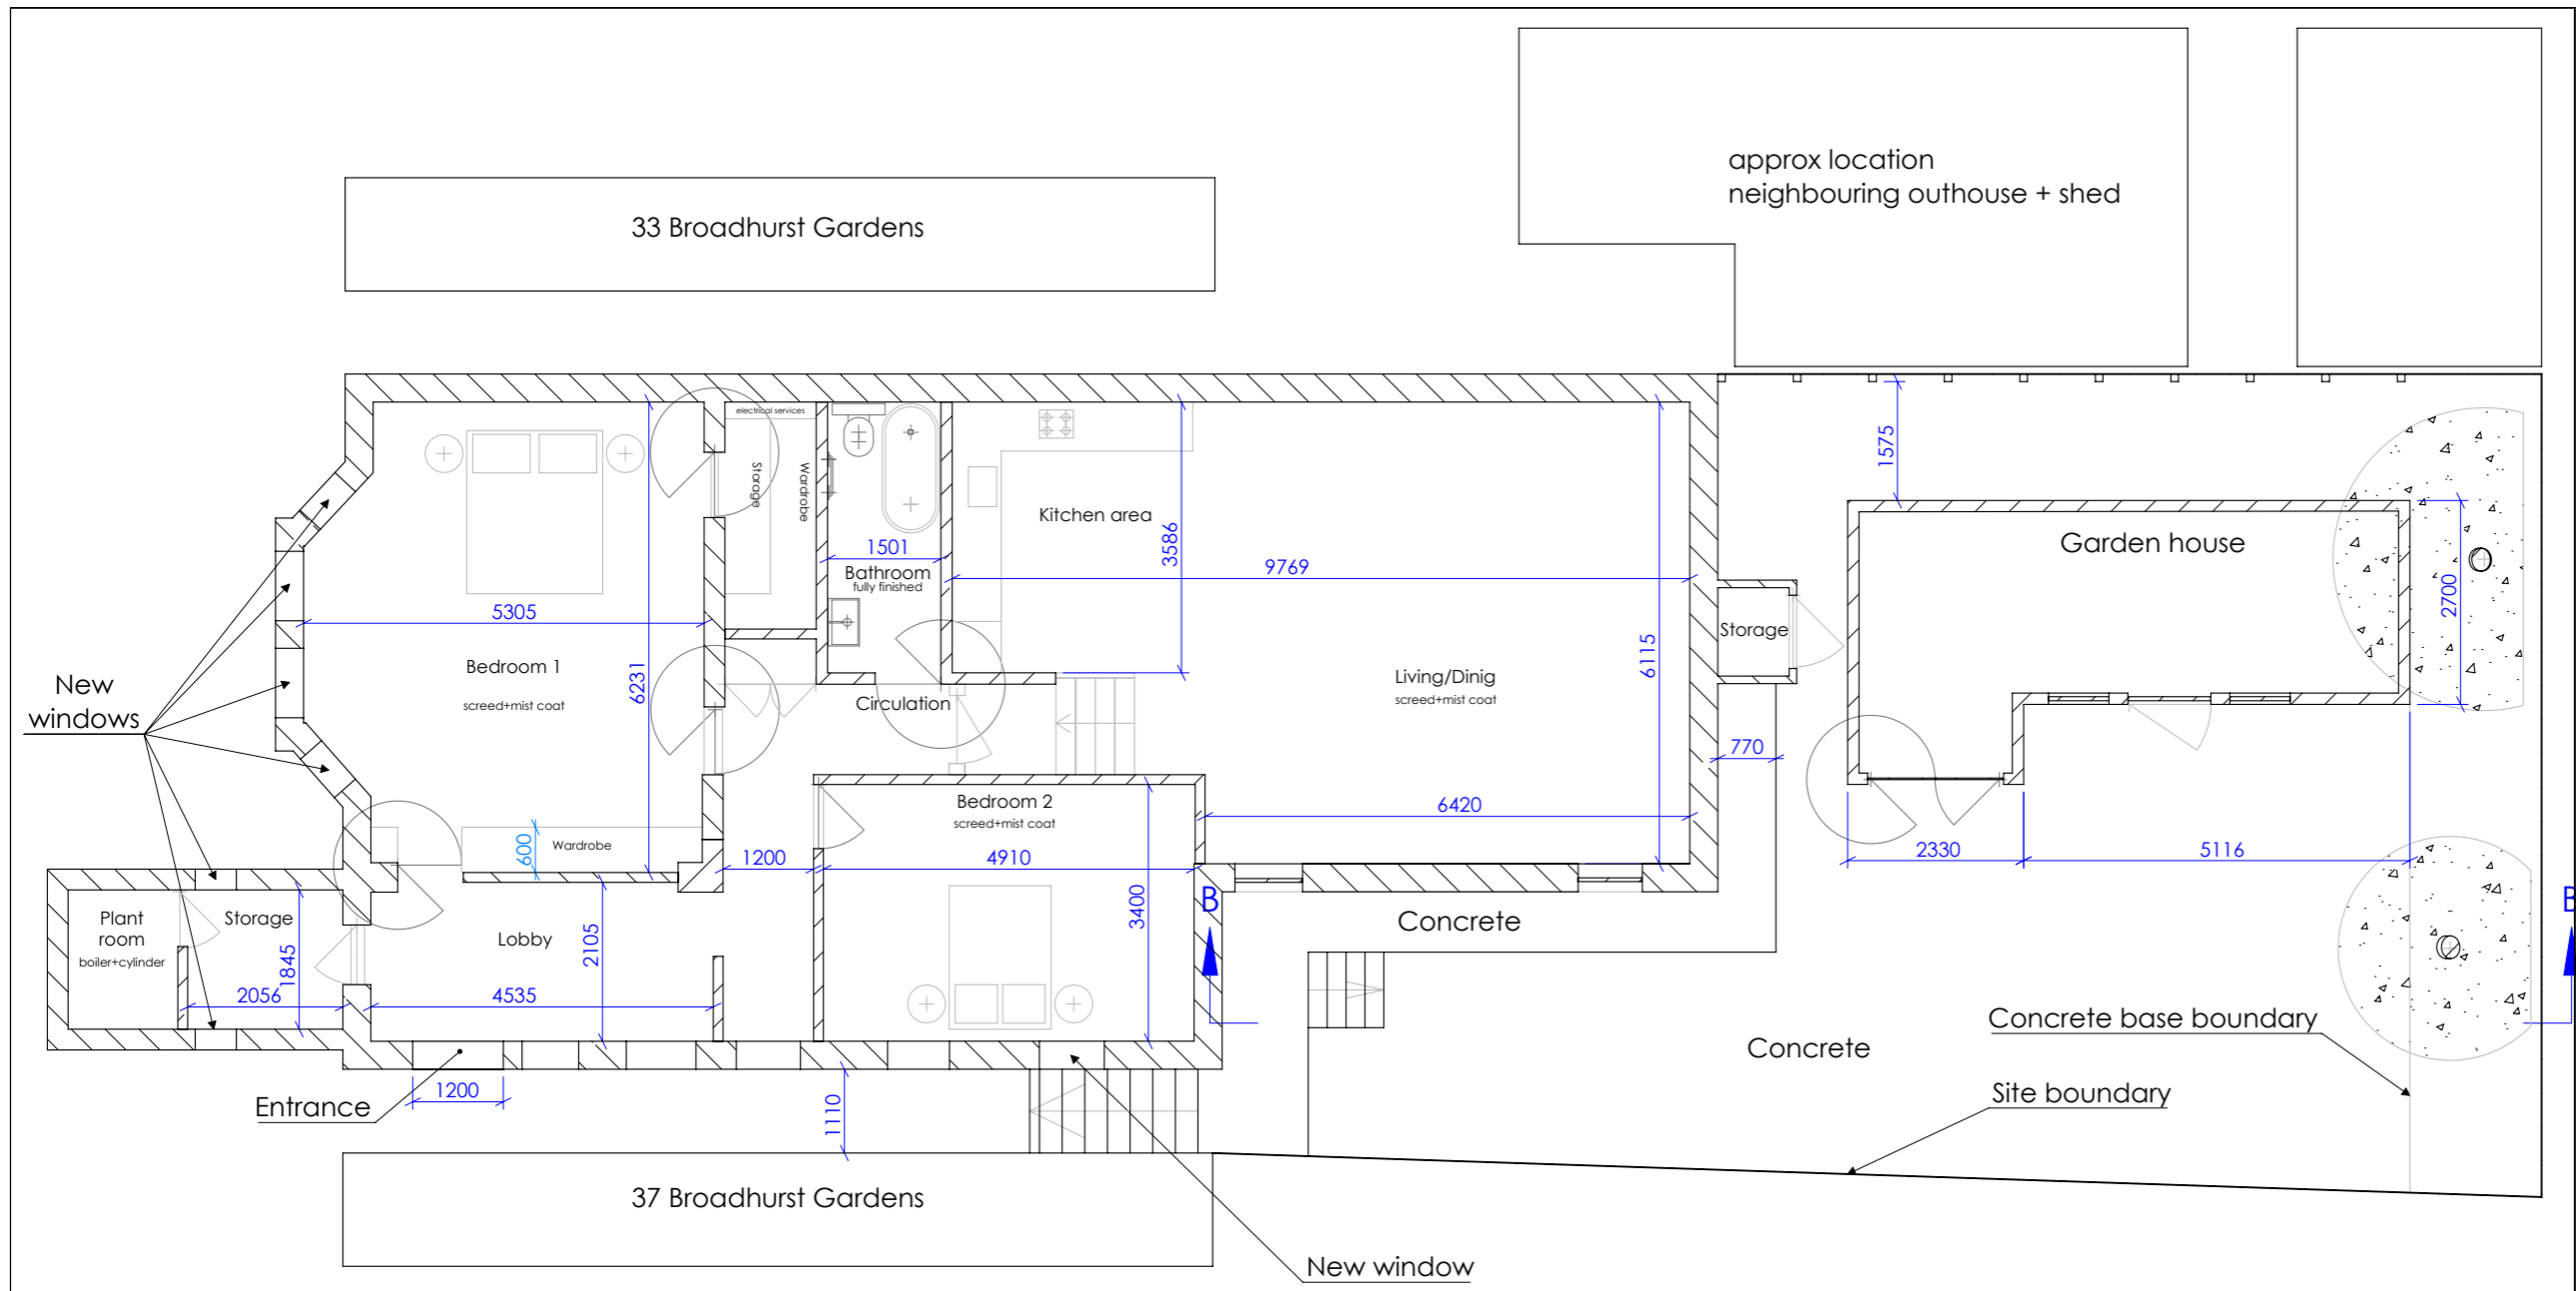 approx location
neighbouring outhouse + shed
33 Broadhurst Gardens
electrical services
1575
Storage
Wardrobe
Kitchen area
3586
1501
Bathroom
fully finished
9769
Garden house
2700
5305
Storage
Bedroom 1
screed+mist coat
6231
6115
Living/Dinig
screed+mist coat
Circulation
New
windows
770
Bedroom 2
screed+mist coat
6420
600
Wardrobe
1200
4910
2330
5116
3400
B
B
Plant
room
boiler+cylinder
Storage
1845
Lobby
2105
Concrete
2056
4535
Concrete base boundary
Concrete
1200
Entrance
1110
Site boundary
37 Broadhurst Gardens
New window